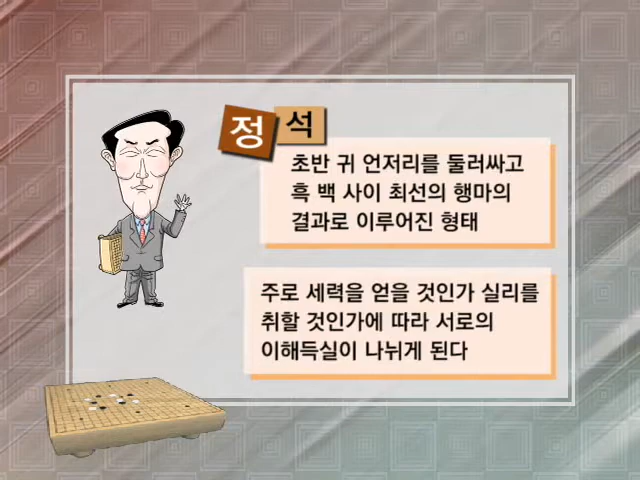 정석
초반 귀 언저리를 둘러싸고
흑 백 사이 최선의 행마의
결과로 이루어진 형태
주로 세력을 얻을 것인가 실리를
취할 것인가에 따라 서로의
이해득실이 나뉘게 된다